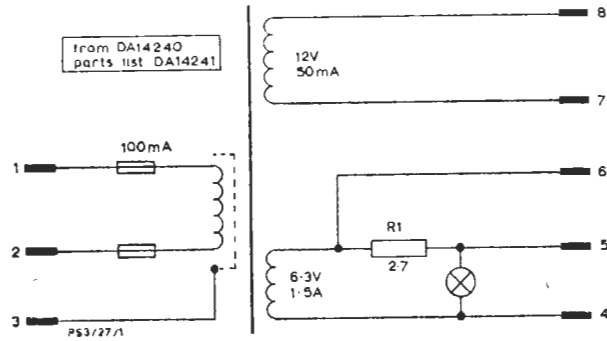 from DA14240
parts list DA14241
8
12V
50mA
7
100mA
1
6
R1
2
5
2.7
6.3V
1.5A
3
4
PS3/27/1